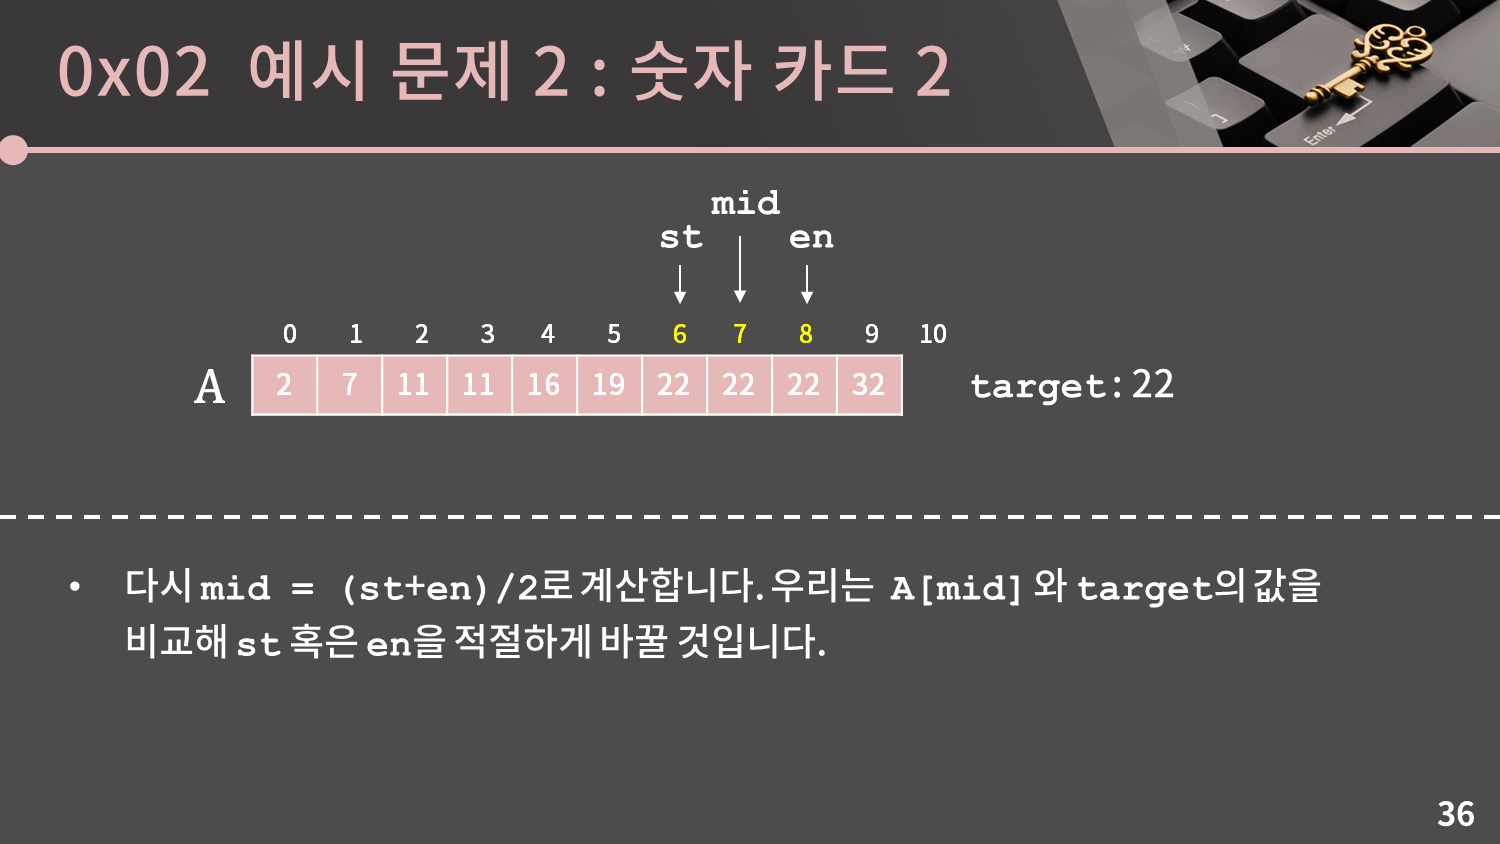 0x02 예시 문제 2 : 숫자 카드 2
Enter
mid
st en
0 1 2 3 4 5 6 7 8 9 10
A 2 7 11 11 16 19 22 22 22 32 target: 22
• 다시 mid = (st+en)/2로 계산합니다. 우리는 A[mid] 와 target의 값을
비교해 st 혹은 en을 적절하게 바꿀 것입니다.
36